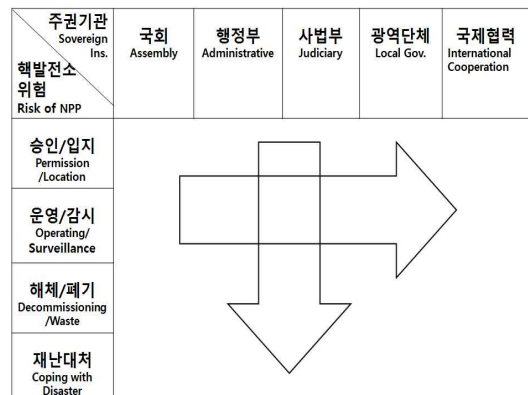 주권기관
Sovereign
Ins.
핵발전소
위험
Risk of NPP
국회
Assembly
행정부
Administrative
사법부
Judiciary
광역단체
Local Gov.
국제협력
International
Cooperation
승인/입지
Permission
/Location
운영/감시
Operating/
Surveillance
해체/폐기
Decommissioning
/Waste
재난대처
Coping with
Disaster